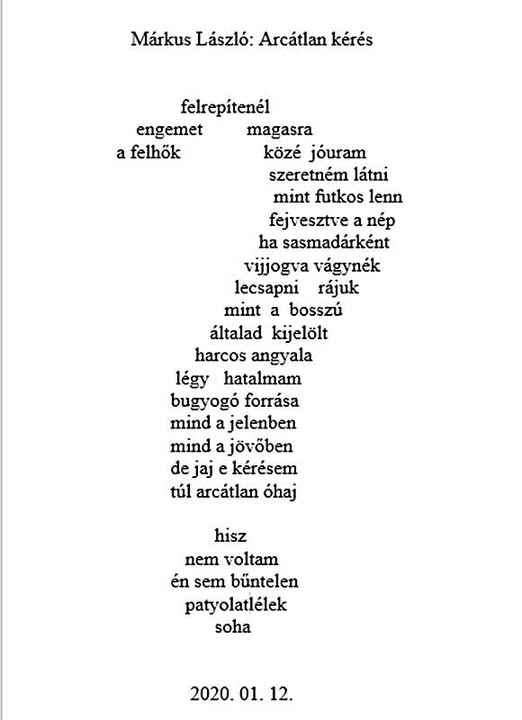 Márkus László: Arcátlan kérés
felrepítenél
engemet magasra
a felhők közé jóuram
szeretném látni
mint futkos lenn
fejvesztve a nép
ha sasmadárként
vijjogva vágynék
lecsapni rájuk
mint a bosszú
általad kijelölt
harcos angyala
légy hatalmam
bugyogó forrása
mind a jelenben
mind a jövőben
de jaj e kérésem
túl arcátlan óhaj
hisz
nem voltam
én sem bűntelen
patyolatlélek
soha
2020. 01. 12.